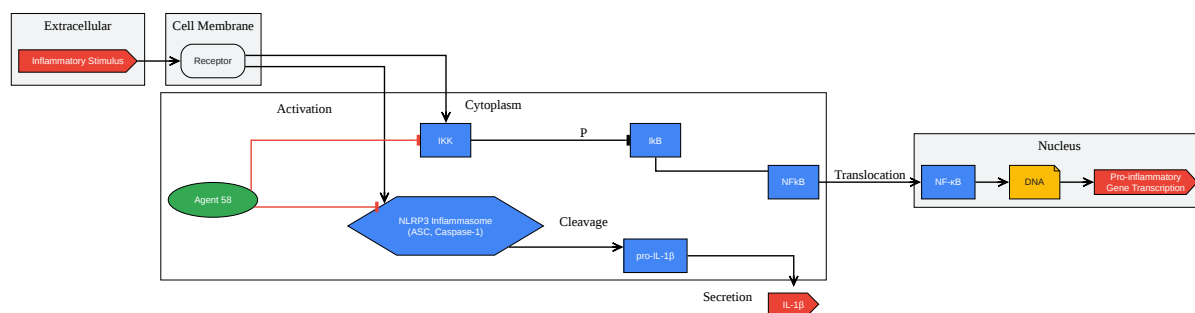 Extracellular
Cell Membrane
Inflammatory Stimulus
Receptor
Activation
Cytoplasm
IKK
P
IkB
Nucleus
NFkB
Translocation
NF-κB
DNA
Pro-inflammatory
Gene Transcription
Agent 58
NLRP3 Inflammasome
(ASC, Caspase-1)
Cleavage
pro-IL-1β
Secretion
IL-1β